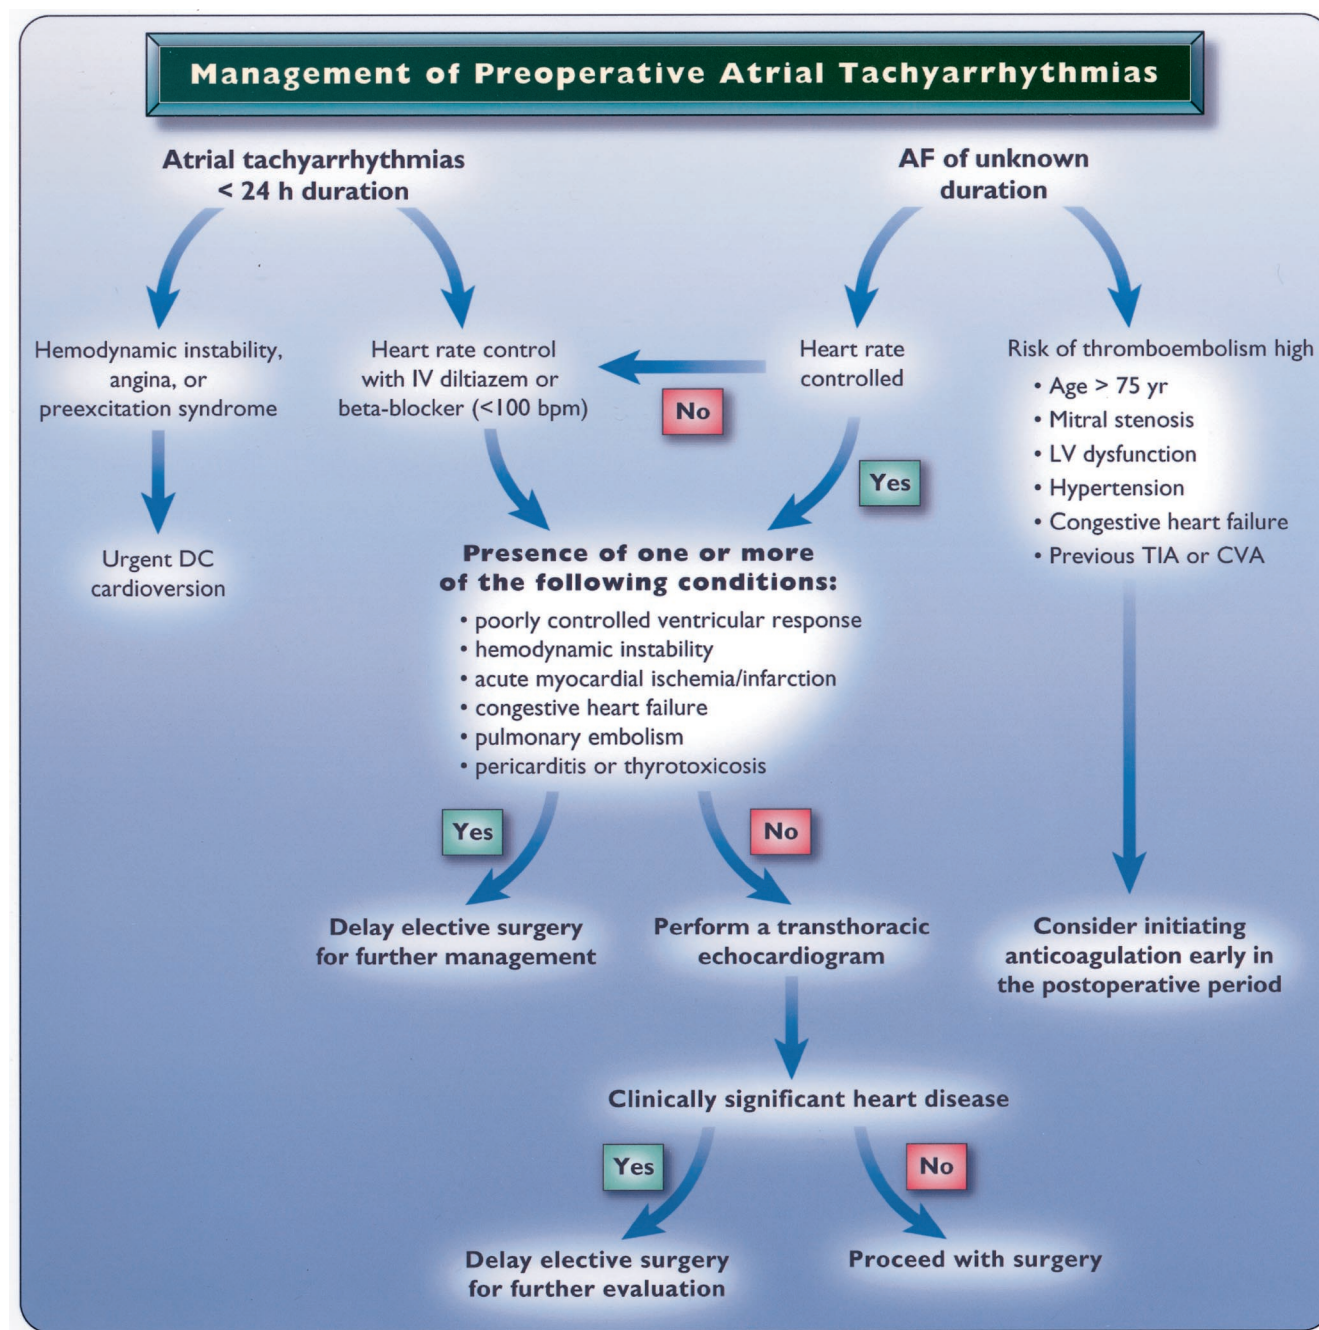 Management of Preoperative Atrial Tachyarrhythmias
Atrial tachyarrhythmias
< 24 h duration
AF of unknown
duration
Hemodynamic instability,
angina, or
preexcitation syndrome
Heart rate control
with IV diltiazem or
beta-blocker (<100 bpm)
No
Heart rate
controlled
Yes
Risk of thromboembolism high
• Age > 75 yr
• Mitral stenosis
• LV dysfunction
• Hypertension
• Congestive heart failure
• Previous TIA or CVA
Urgent DC
cardioversion
Presence of one or more
of the following conditions:
• poorly controlled ventricular response
• hemodynamic instability
• acute myocardial ischemia/infarction
• congestive heart failure
• pulmonary embolism
• pericarditis or thyrotoxicosis
Yes
No
Delay elective surgery
for further management
Perform a transthoracic
echocardiogram
Consider initiating
anticoagulation early in
the postoperative period
Clinically significant heart disease
Yes
No
Delay elective surgery
for further evaluation
Proceed with surgery